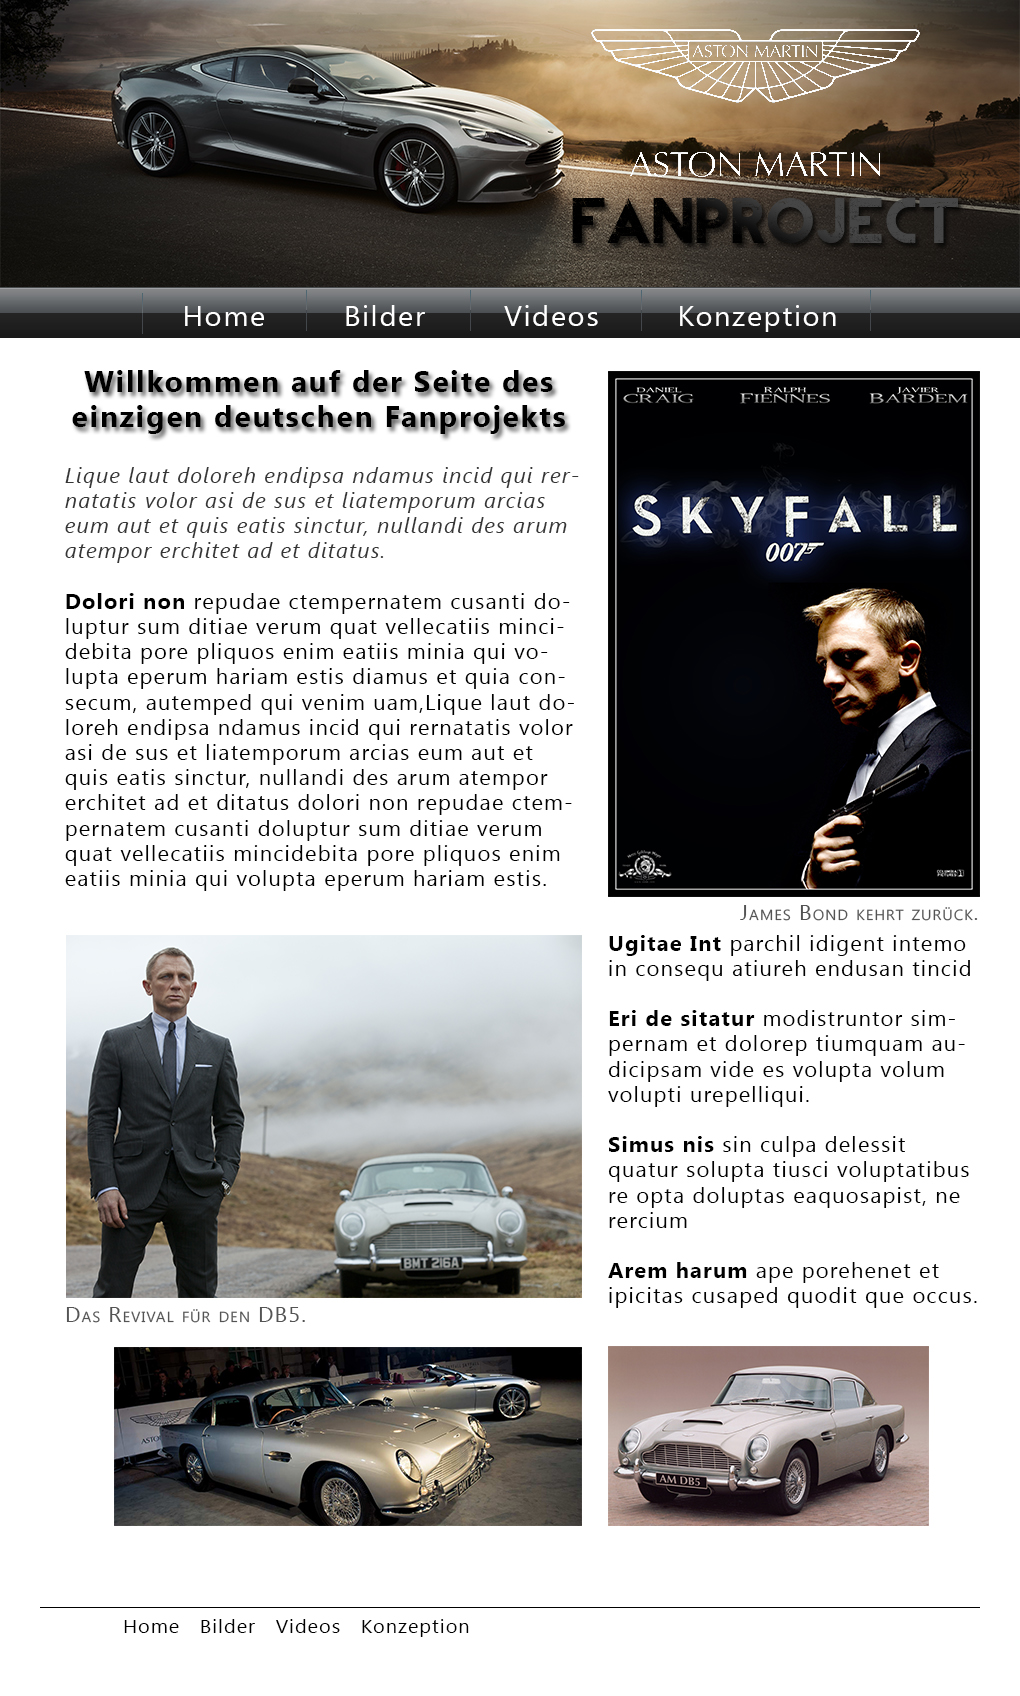 ASTON MARTIN
ASTON MARTIN
FANPROJECT
Home Bilder Videos Konzeption
Willkommen auf der Seite des
einzigen deutschen Fanprojekts
Lique laut doloreh endipsa ndamus incid qui rer-
natatis volor asi de sus et liatemporum arcias
eum aut et quis eatis sinctur, nullandi des arum
atempor erchitet ad et ditatus.
Dolori non repudae ctempernatem cusanti do-
luptur sum ditiae verum quat vellecatiis minci-
debita pore pliquos enim eatiis minia qui vo-
lupta eperum hariam estis diamus et quia con-
secum, autemped qui venim uam,Lique laut do-
loreh endipsa ndamus incid qui rernatatis volor
asi de sus et liatemporum arcias eum aut et
quis eatis sinctur, nullandi des arum atempor
erchitet ad et ditatus dolori non repudae ctem-
pernatem cusanti doluptur sum ditiae verum
quat vellecatiis mincidebita pore pliquos enim
eatiis minia qui volupta eperum hariam estis.
DANIEL CRAIG
RALPH FIENNES
JAVIER BARDEM
SKYFALL
007
James Bond kehrt zurück.
BMT 216A
Das Revival für den DB5.
Ugitae Int parchil idigent intemo
in consequ atiureh endusan tincid
Eri de sitatur modistruntor sim-
pernam et dolorep tiumquam au-
dicipsam vide es volupta volum
volupti urepelliqui.
Simus nis sin culpa delessit
quatur solupta tiusci voluptatibus
re opta doluptas eaquosapist, ne
rercium
Arem harum ape porehenet et
ipicitas cusaped quodit que occus.
AM DB5
Home Bilder Videos Konzeption